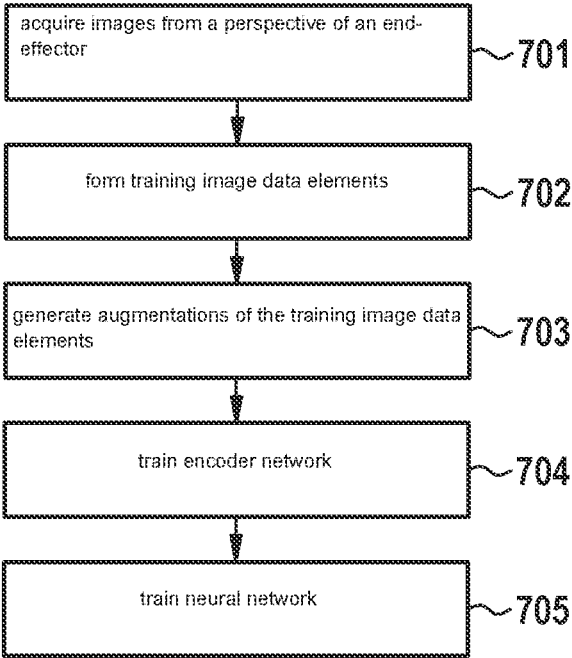 acquire images from a perspective of an end-
effector
701
form training image data elements
702
generate augmentations of the training image data
elements
703
train encoder network
704
train neural network
705